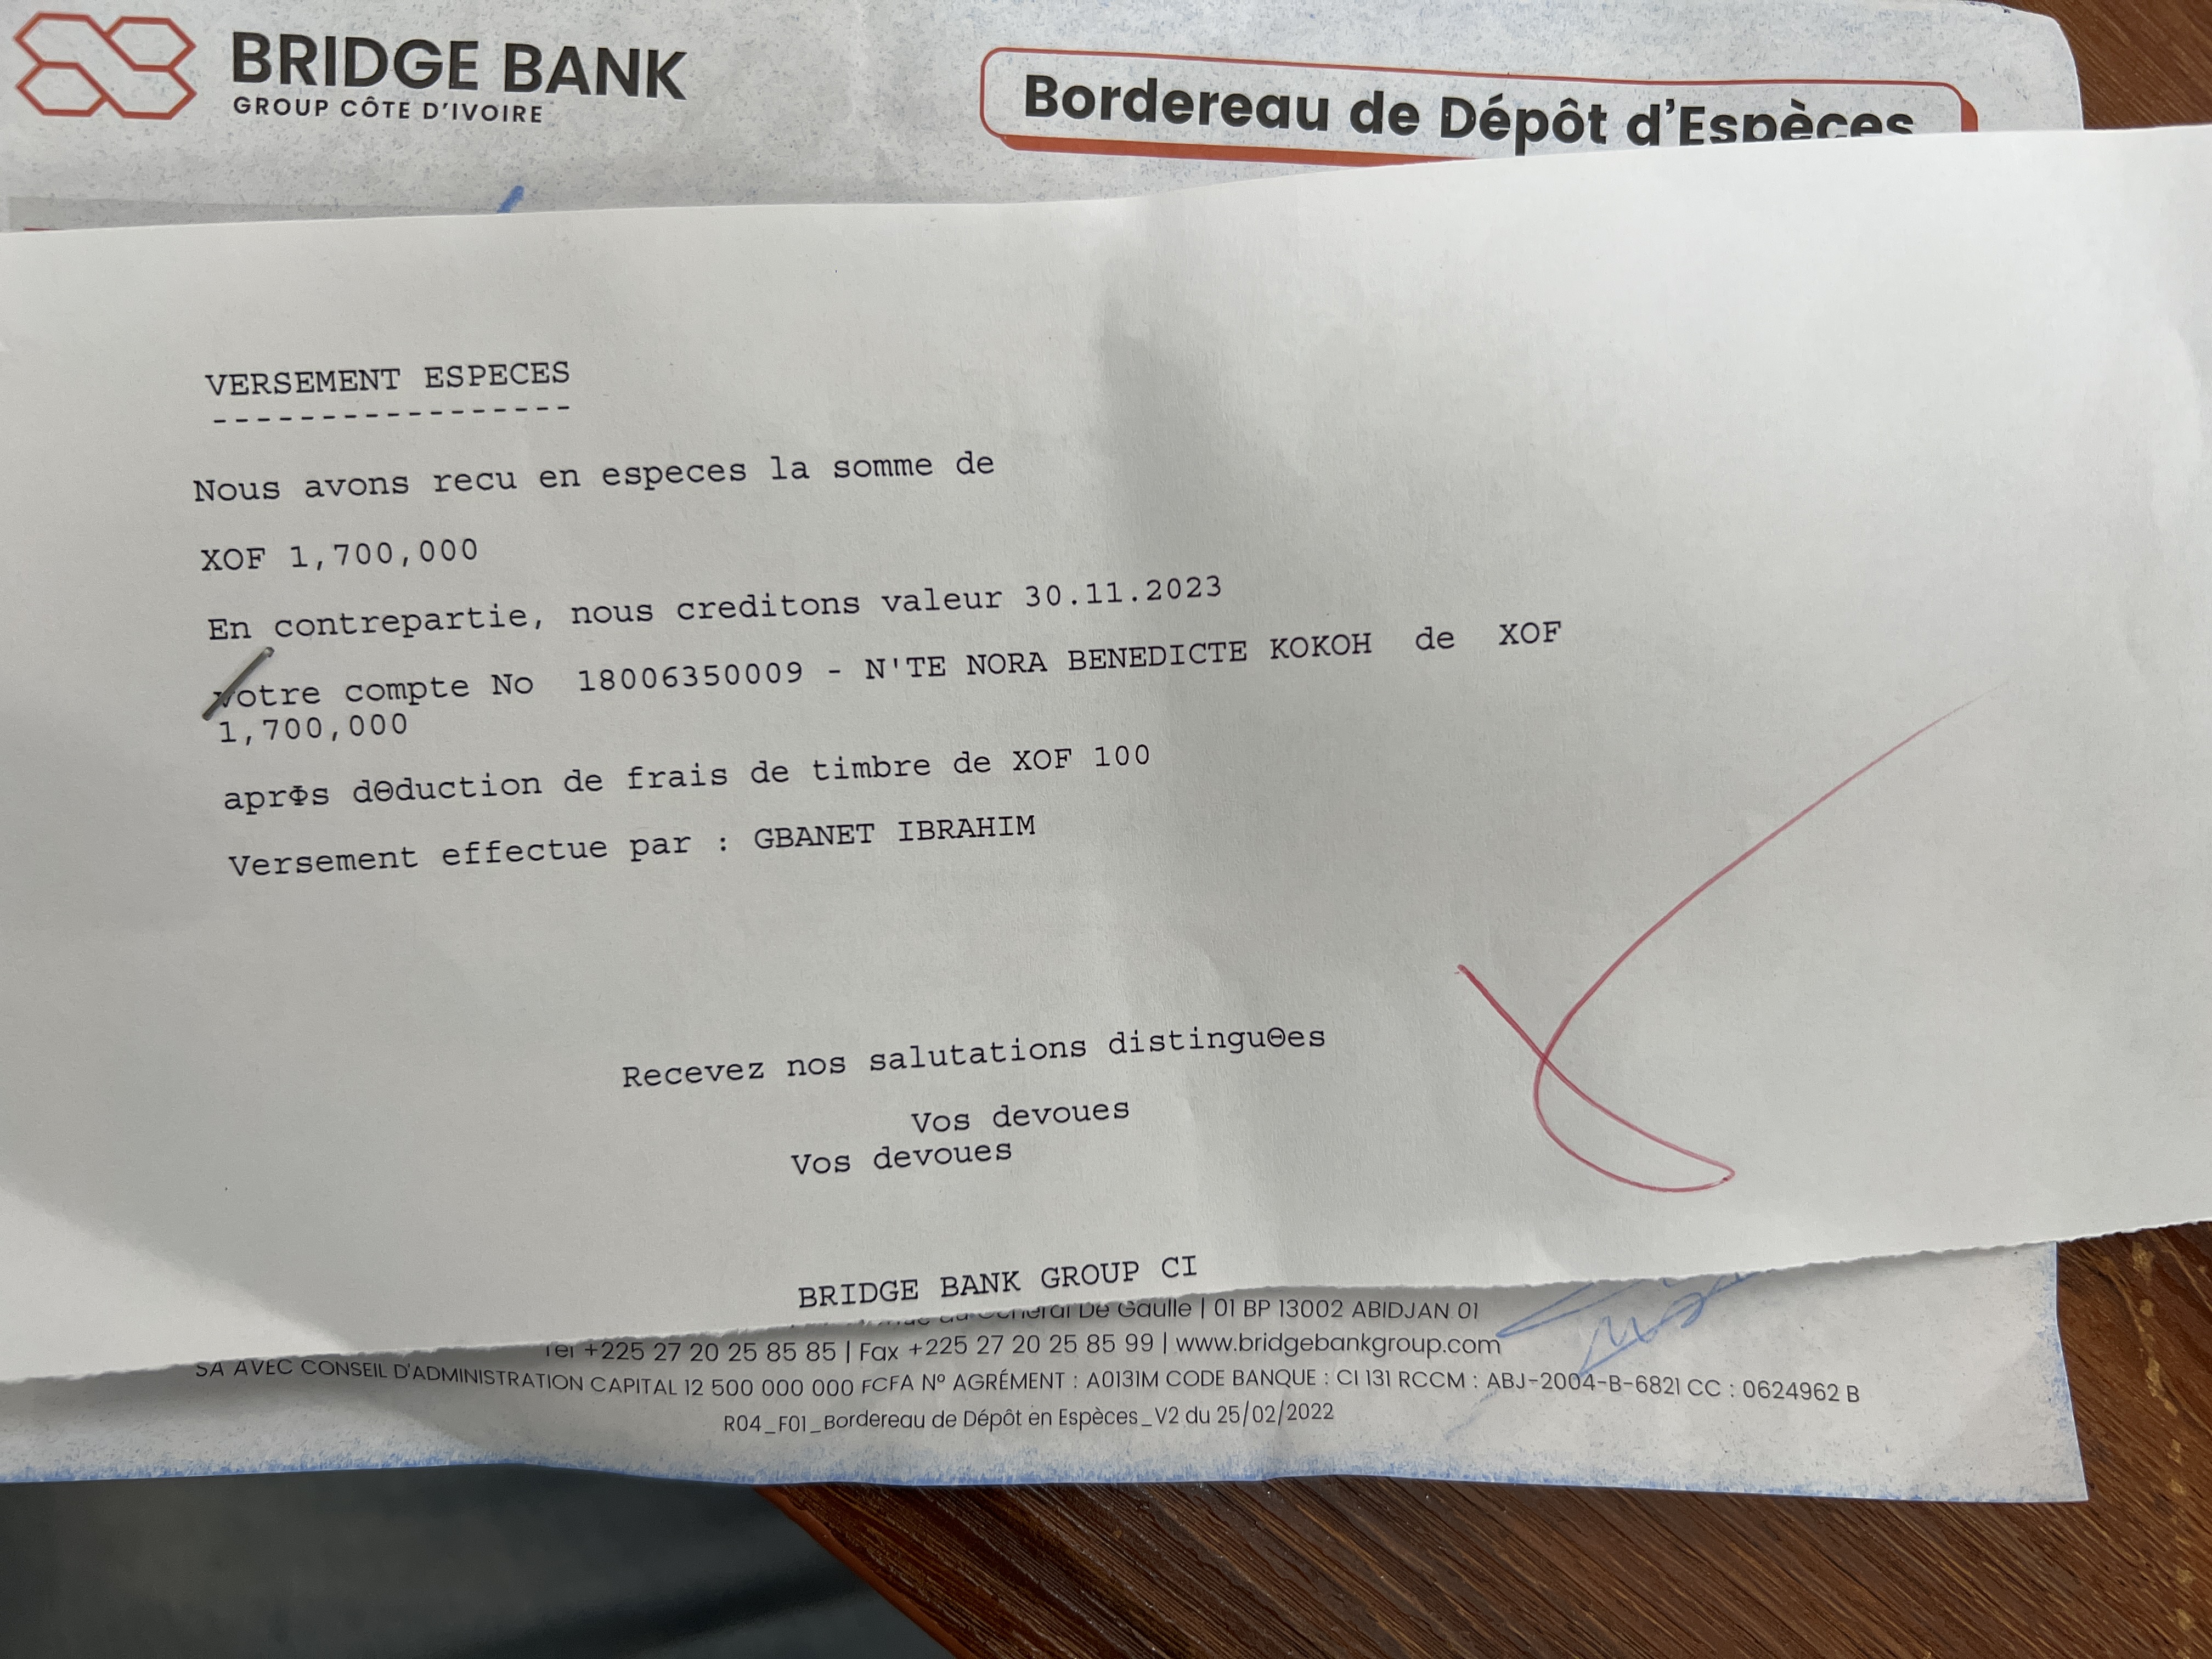 BRIDGE BANK
GROUP CÔTE D'IVOIRE
Bordereau de Dépôt d'Espèces
VERSEMENT ESPECES
-----------------
Nous avons recu en especes la somme de
XOF 1,700,000
En contrepartie, nous creditons valeur 30.11.2023
votre compte No 18006350009 - N'TE NORA BENEDICTE KOKOH de XOF
1,700,000
aprΦs dΘduction de frais de timbre de XOF 100
Versement effectue par : GBANET IBRAHIM
Recevez nos salutations distinguΘes
Vos devoues
Vos devoues
BRIDGE BANK GROUP CI
De Gaulle | 01 BP 13002 ABIDJAN 01
Tel +225 27 20 25 85 85 | Fax +225 27 20 25 85 99 | www.bridgebankgroup.com
SA AVEC CONSEIL D'ADMINISTRATION CAPITAL 12 500 000 000 FCFA N° AGRÉMENT : A0131M CODE BANQUE : CI 131 RCCM : ABJ-2004-B-6821 CC : 0624962 B
R04_F01_Bordereau de Dépôt en Espèces_V2 du 25/02/2022